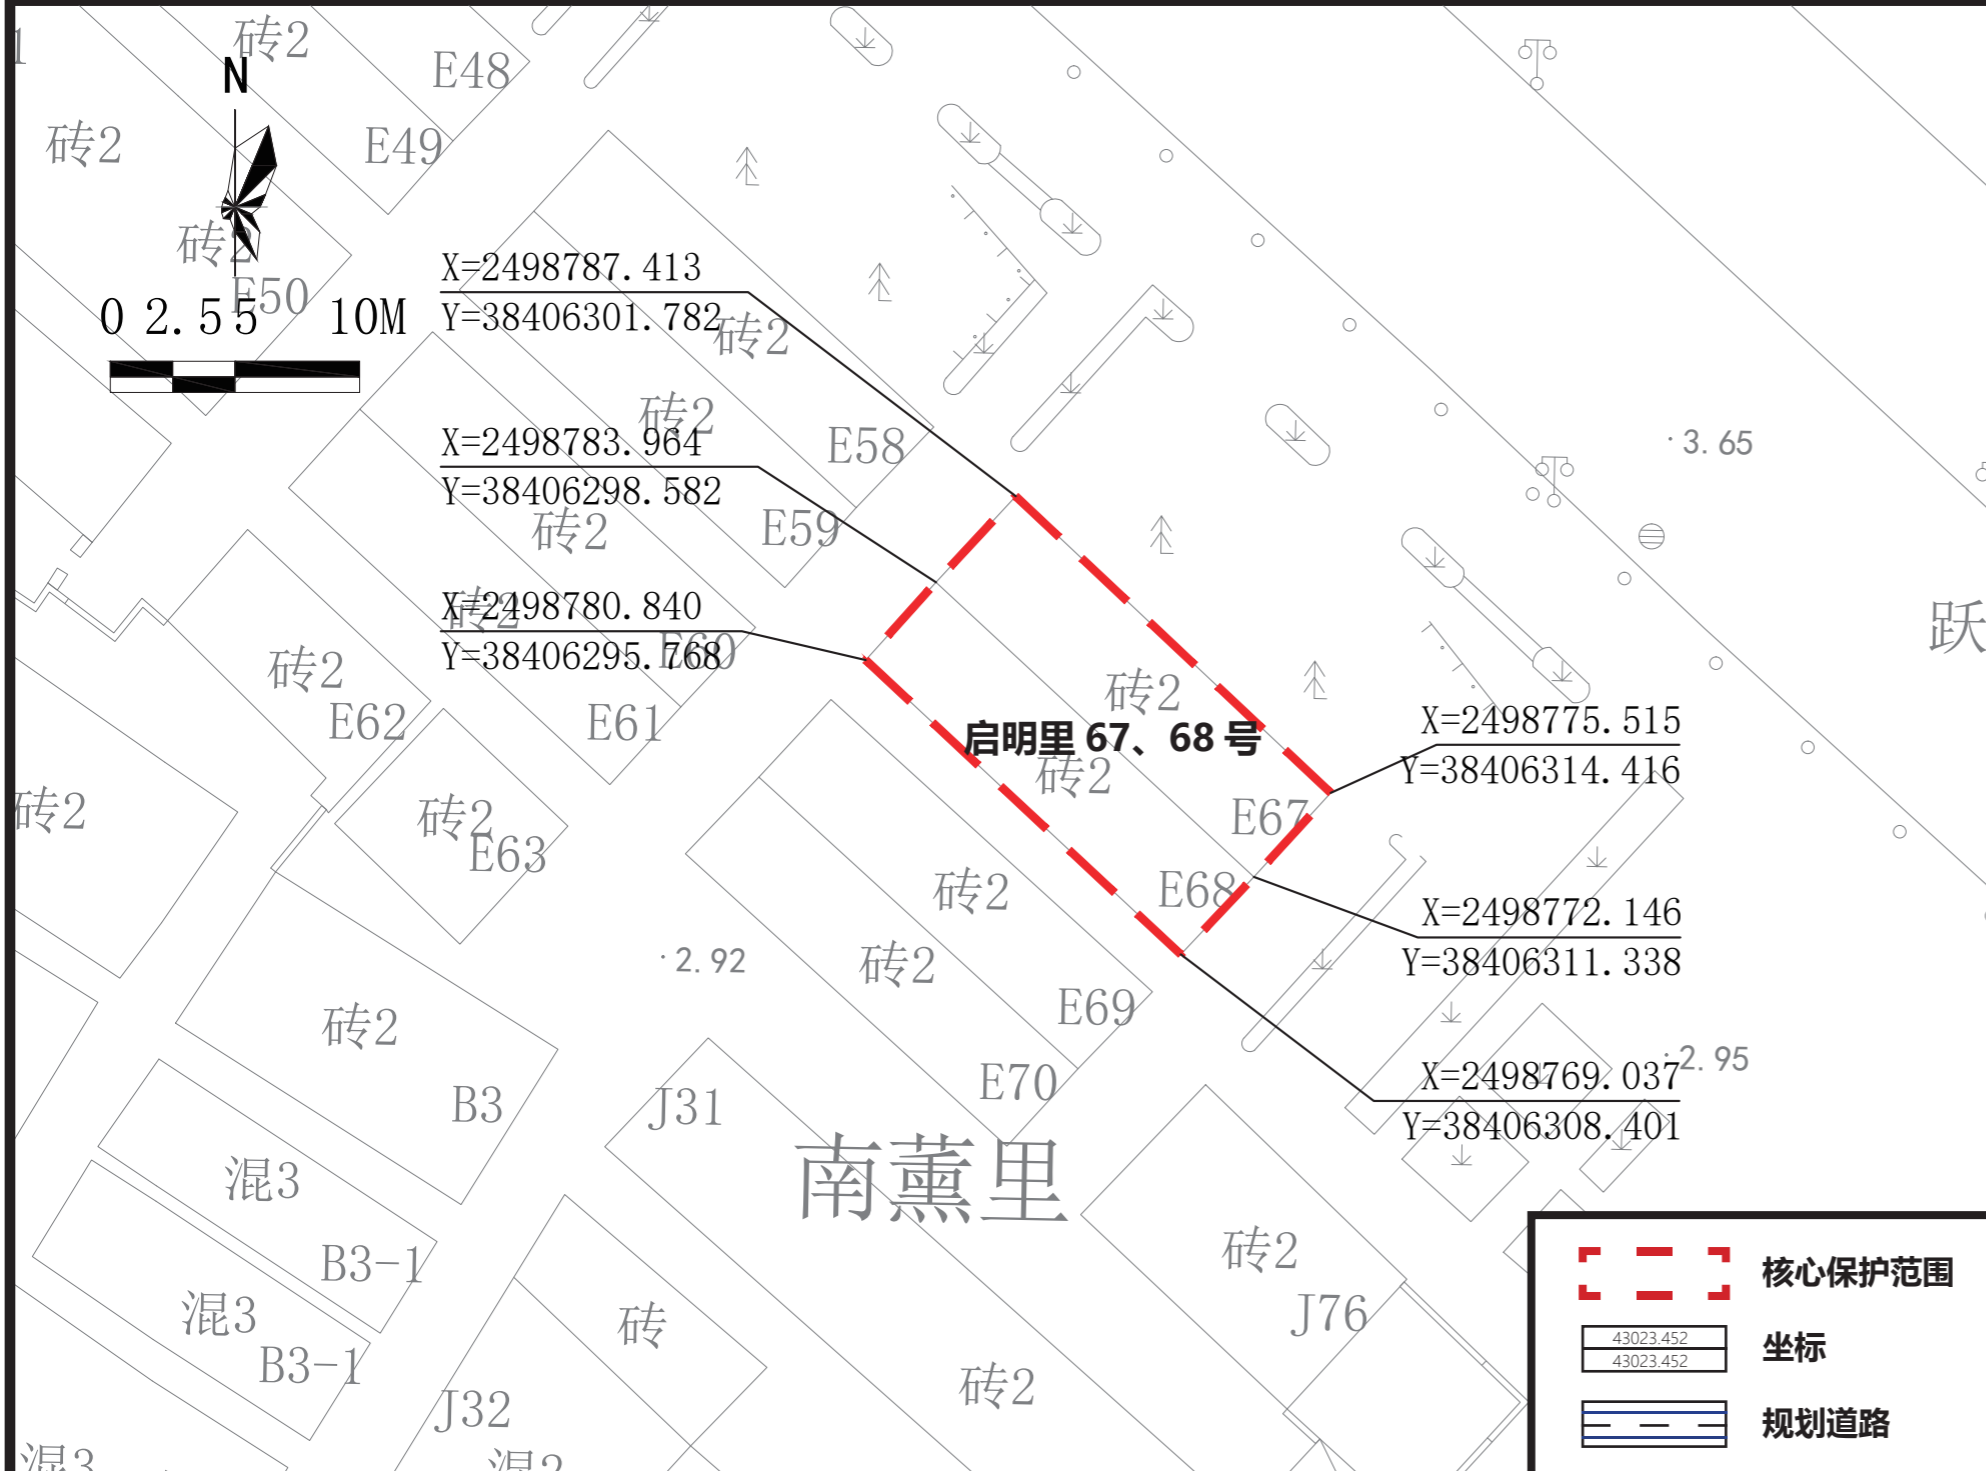 1
砖2
E48
N
砖2
E49
砖2
E50
0 2.55 10M
X=2498787.413
Y=38406301.782
砖2
砖2
E58
X=2498783.964
Y=38406298.582
砖2
E59
3.65
X=2498780.840
Y=38406295.768
砖2
E60
跃
砖2
E62
E61
砖2
启明里 67、68 号
砖2
X=2498775.515
Y=38406314.416
砖2
砖2
E63
E67
E68
砖2
X=2498772.146
Y=38406311.338
2.92
砖2
E69
砖2
B3
E70
J31
X=2498769.037
Y=38406308.401
2.95
南薰里
混3
B3-1
砖2
J76
混3
B3-1
砖
砖2
J32
混3
混2
核心保护范围
43023.452
43023.452
坐标
规划道路